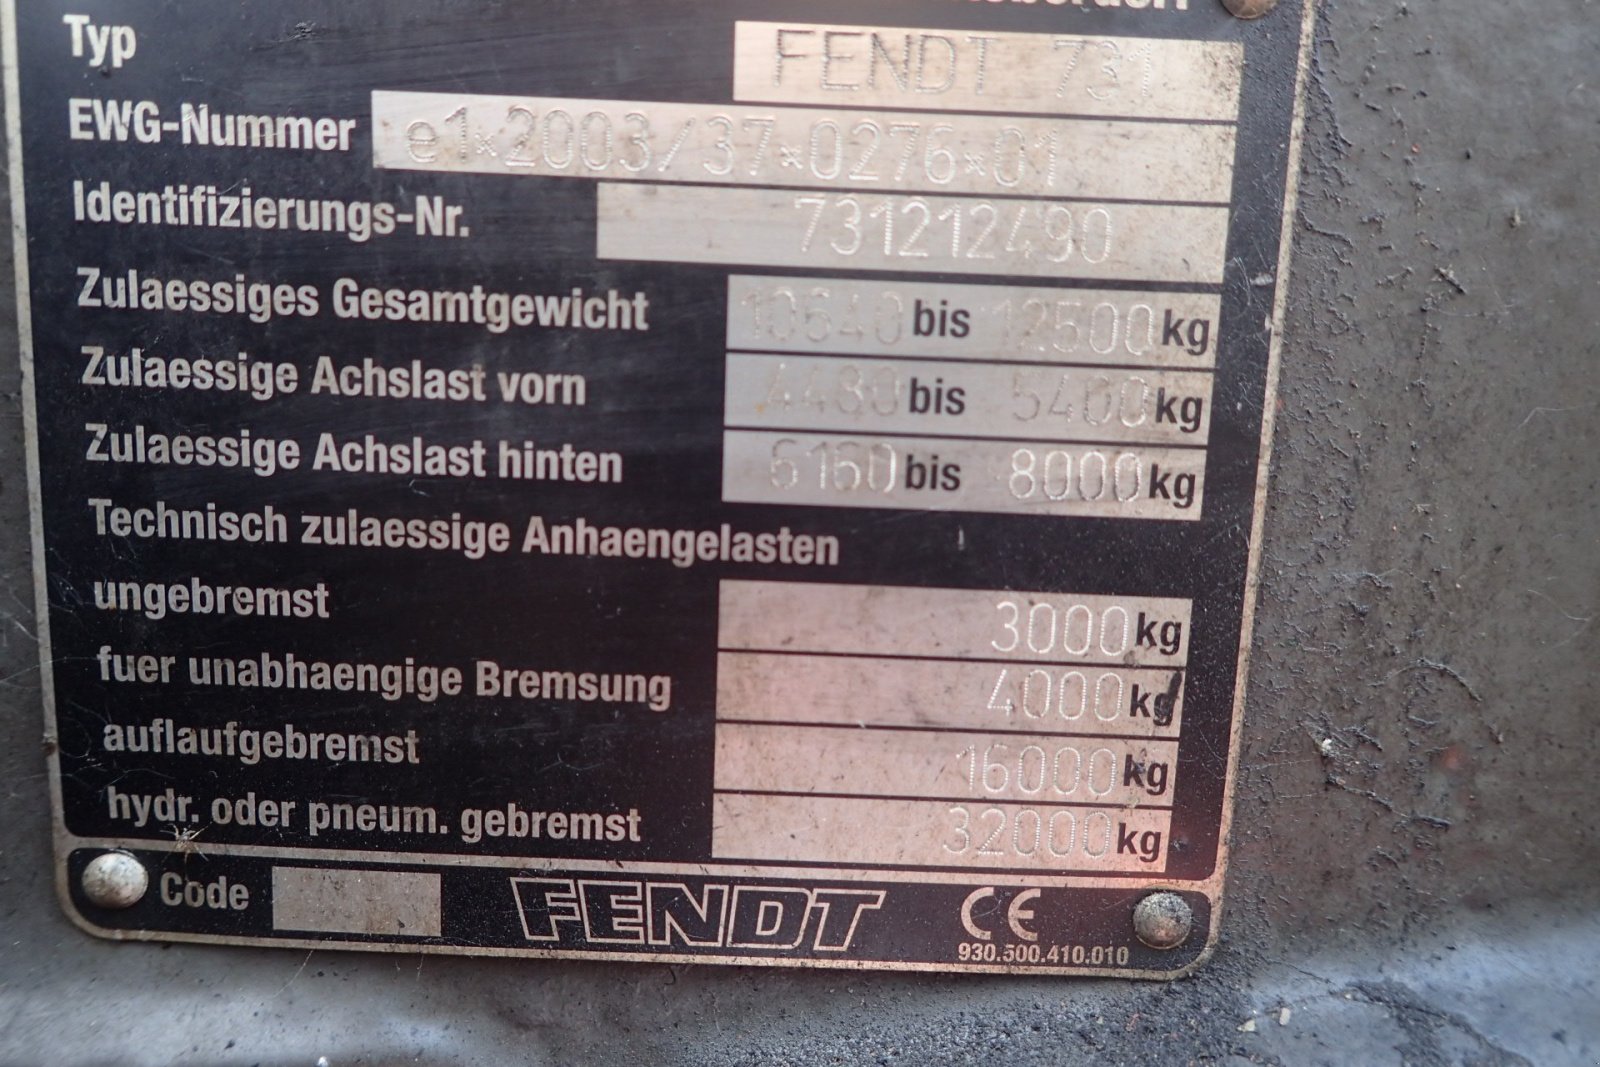 Typ FENDT 731
EWG-Nummer e1*2003/37*0276*01
Identifizierungs-Nr. 731212490
Zulaessiges Gesamtgewicht 10640 bis 12500 kg
Zulaessige Achslast vorn 4480 bis 5400 kg
Zulaessige Achslast hinten 6160 bis 8000 kg
Technisch zulaessige Anhaengelasten
ungebremst 3000 kg
fuer unabhaengige Bremsung 4000 kg
auflaufgebremst 16000 kg
hydr. oder pneum. gebremst 32000 kg
Code FENDT CE
930.500.410.010